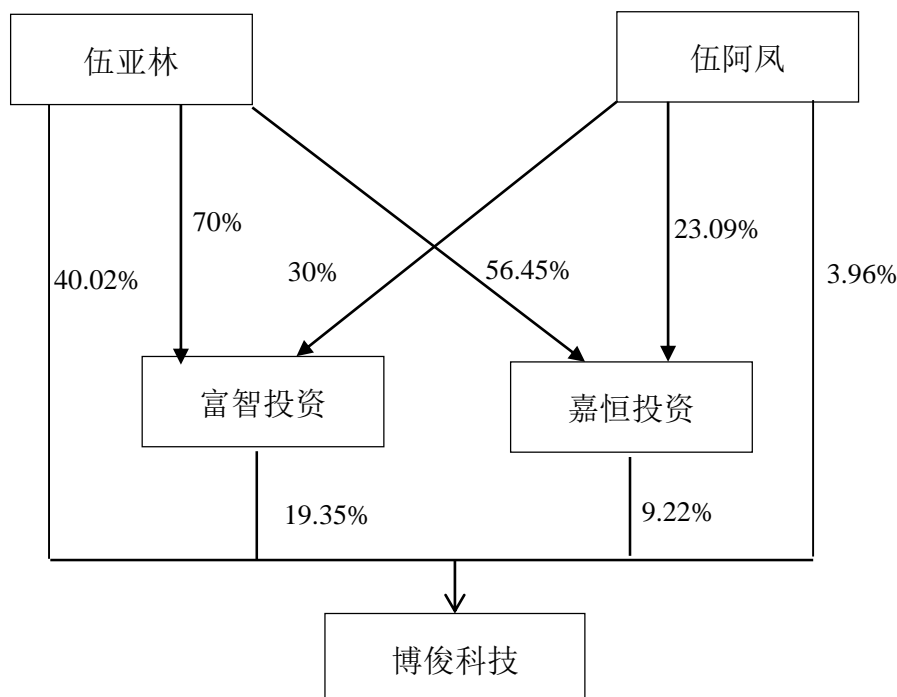 伍亚林
伍阿凤
70%
23.09%
40.02%
30%
56.45%
3.96%
富智投资
嘉恒投资
19.35%
9.22%
博俊科技